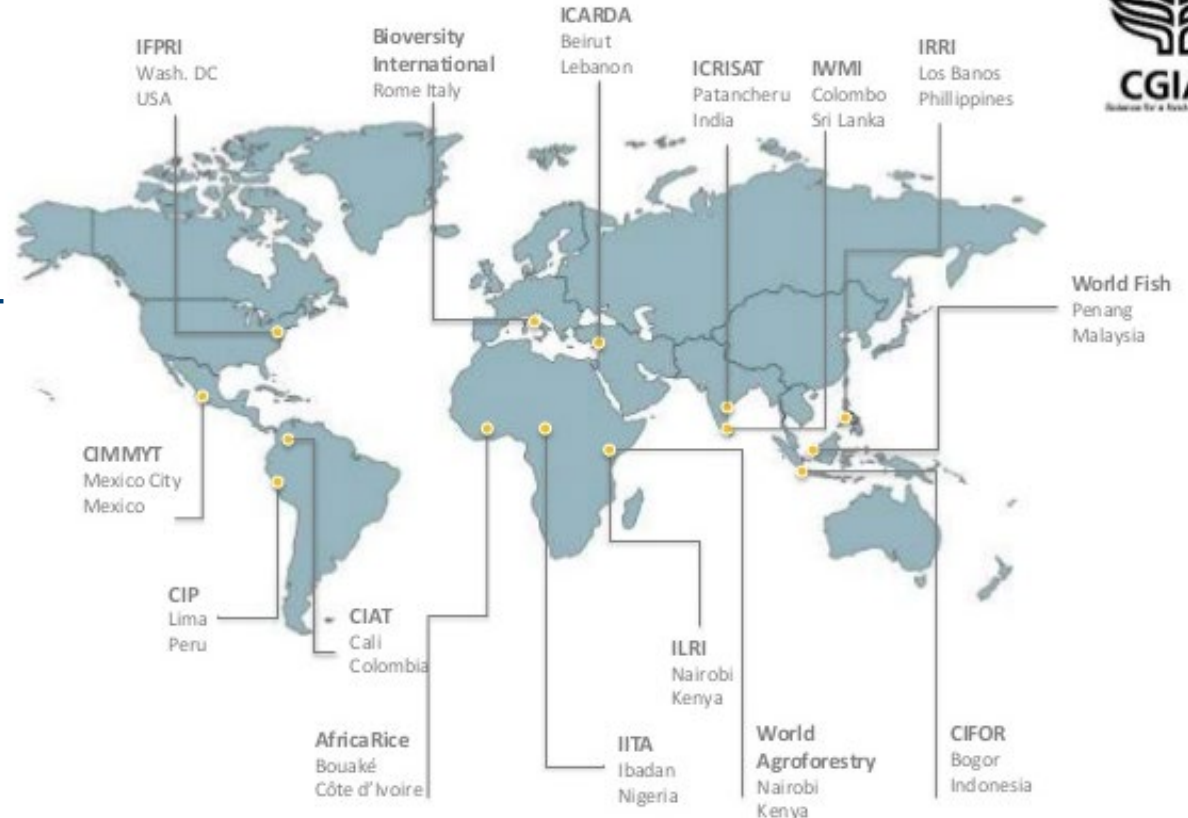 ICARDA
Beirut
Lebanon
IFPRI
Wash. DC
USA
Bioversity
International
Rome Italy
ICRISAT
Patancheru
India
IWMI
Colombo
Sri Lanka
IRRI
Los Banos
Phillippines
CGIA
World Fish
Penang
Malaysia
CIMMYT
Mexico City
Mexico
CIP
Lima
Peru
CIAT
Cali
Colombia
ILRI
Nairobi
Kenya
AfricaRice
Bouaké
Côte d'Ivoire
IITA
Ibadan
Nigeria
World
Agroforestry
Nairobi
Kenya
CIFOR
Bogor
Indonesia